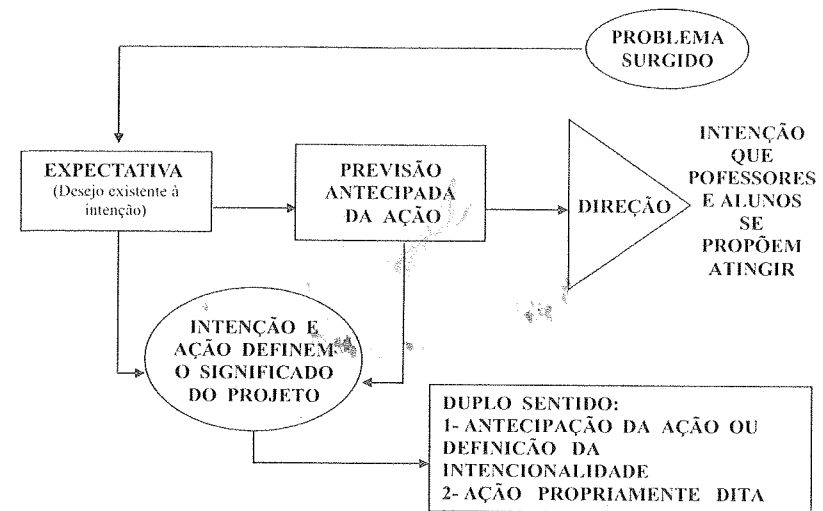 PROBLEMA
SURGIDO
EXPECTATIVA
(Desejo existente à
intenção)
PREVISÃO
ANTECIPADA
DA AÇÃO
DIREÇÃO
INTENÇÃO
QUE
POFESSORES
E ALUNOS
SE
PROPÕEM
ATINGIR
INTENÇÃO E
AÇÃO DEFINEM
O SIGNIFICADO
DO PROJETO
DUPLO SENTIDO:
1- ANTECIPAÇÃO DA AÇÃO OU
DEFINICÃO DA
INTENCIONALIDADE
2- AÇÃO PROPRIAMENTE DITA